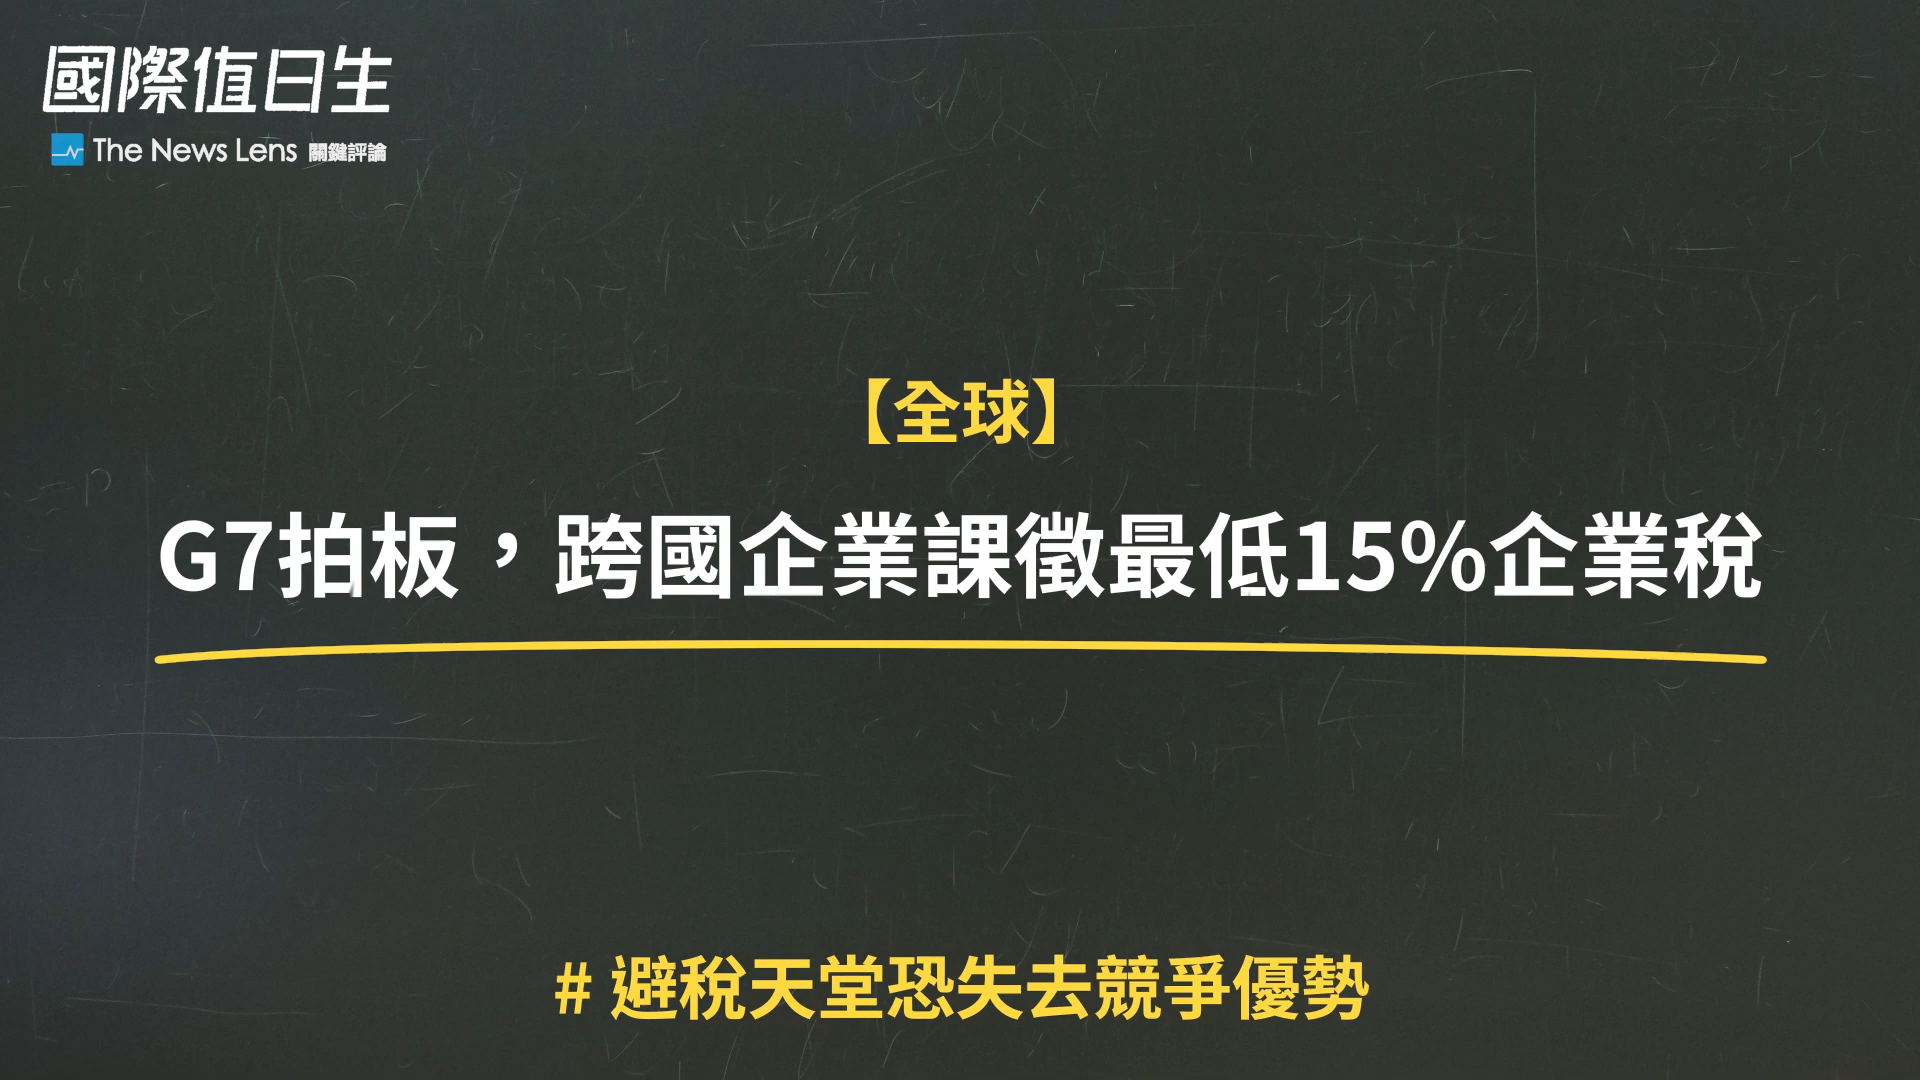 國際值日生
The News Lens 關鍵評論
【全球】
G7拍板，跨國企業課徵最低15%企業稅
# 避稅天堂恐失去競爭優勢